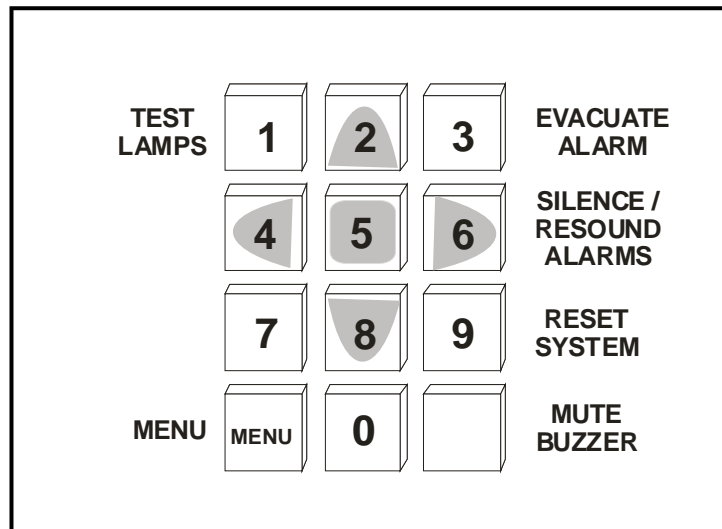 TEST
LAMPS
1
2
3
EVACUATE
ALARM
4
5
6
SILENCE /
RESOUND
ALARMS
7
8
9
RESET
SYSTEM
MENU
MENU
0
MUTE
BUZZER